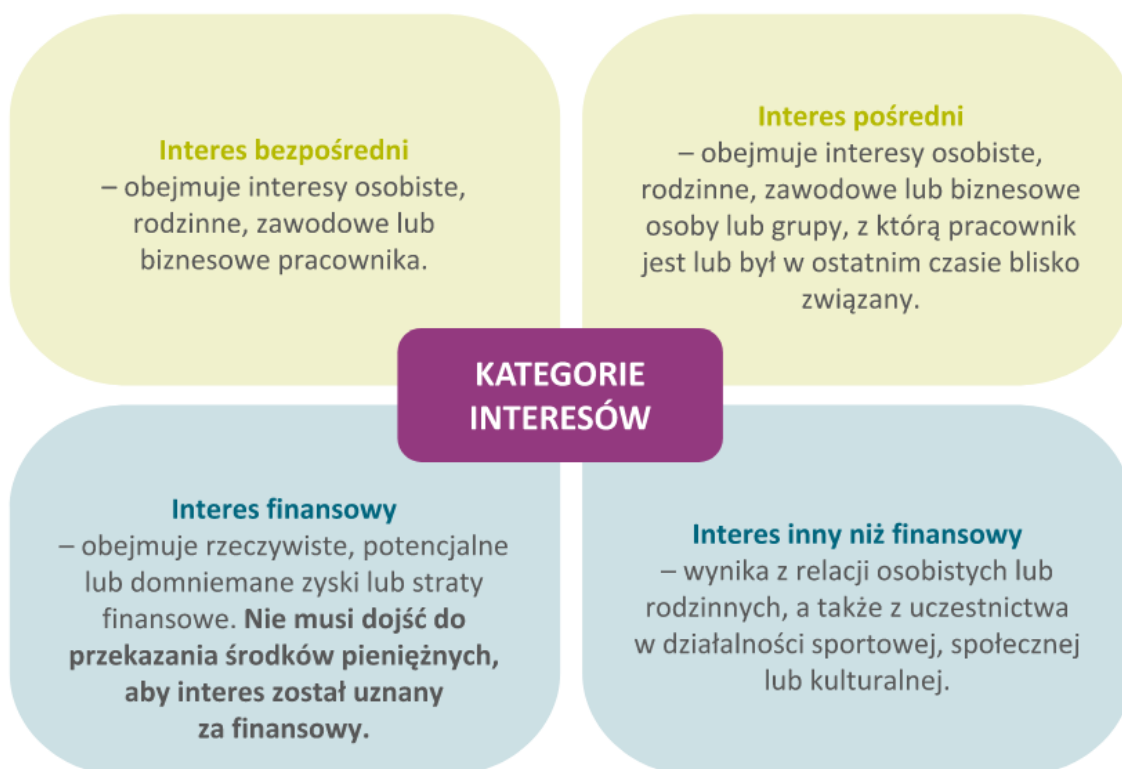 Interes bezpośredni
– obejmuje interesy osobiste,
rodzinne, zawodowe lub
biznesowe pracownika.
Interes pośredni
– obejmuje interesy osobiste,
rodzinne, zawodowe lub biznesowe
osoby lub grupy, z którą pracownik
jest lub był w ostatnim czasie blisko
związany.
KATEGORIE
INTERESÓW
Interes finansowy
– obejmuje rzeczywiste, potencjalne
lub domniemane zyski lub straty
finansowe. Nie musi dojść do
przekazania środków pieniężnych,
aby interes został uznany
za finansowy.
Interes inny niż finansowy
– wynika z relacji osobistych lub
rodzinnych, a także z uczestnictwa
w działalności sportowej, społecznej
lub kulturalnej.